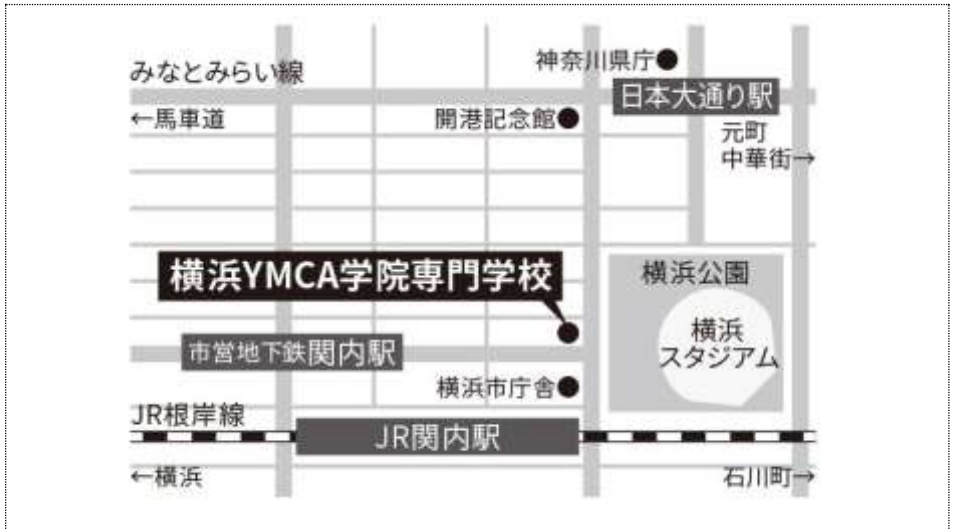 神奈川県庁●
みなとみらい線
日本大通り駅
←馬車道
開港記念館●
元町
中華街→
横浜YMCA学院専門学校
横浜公園
横浜
スタジアム
市営地下鉄関内駅
横浜市庁舎●
JR根岸線
JR関内駅
←横浜
石川町→